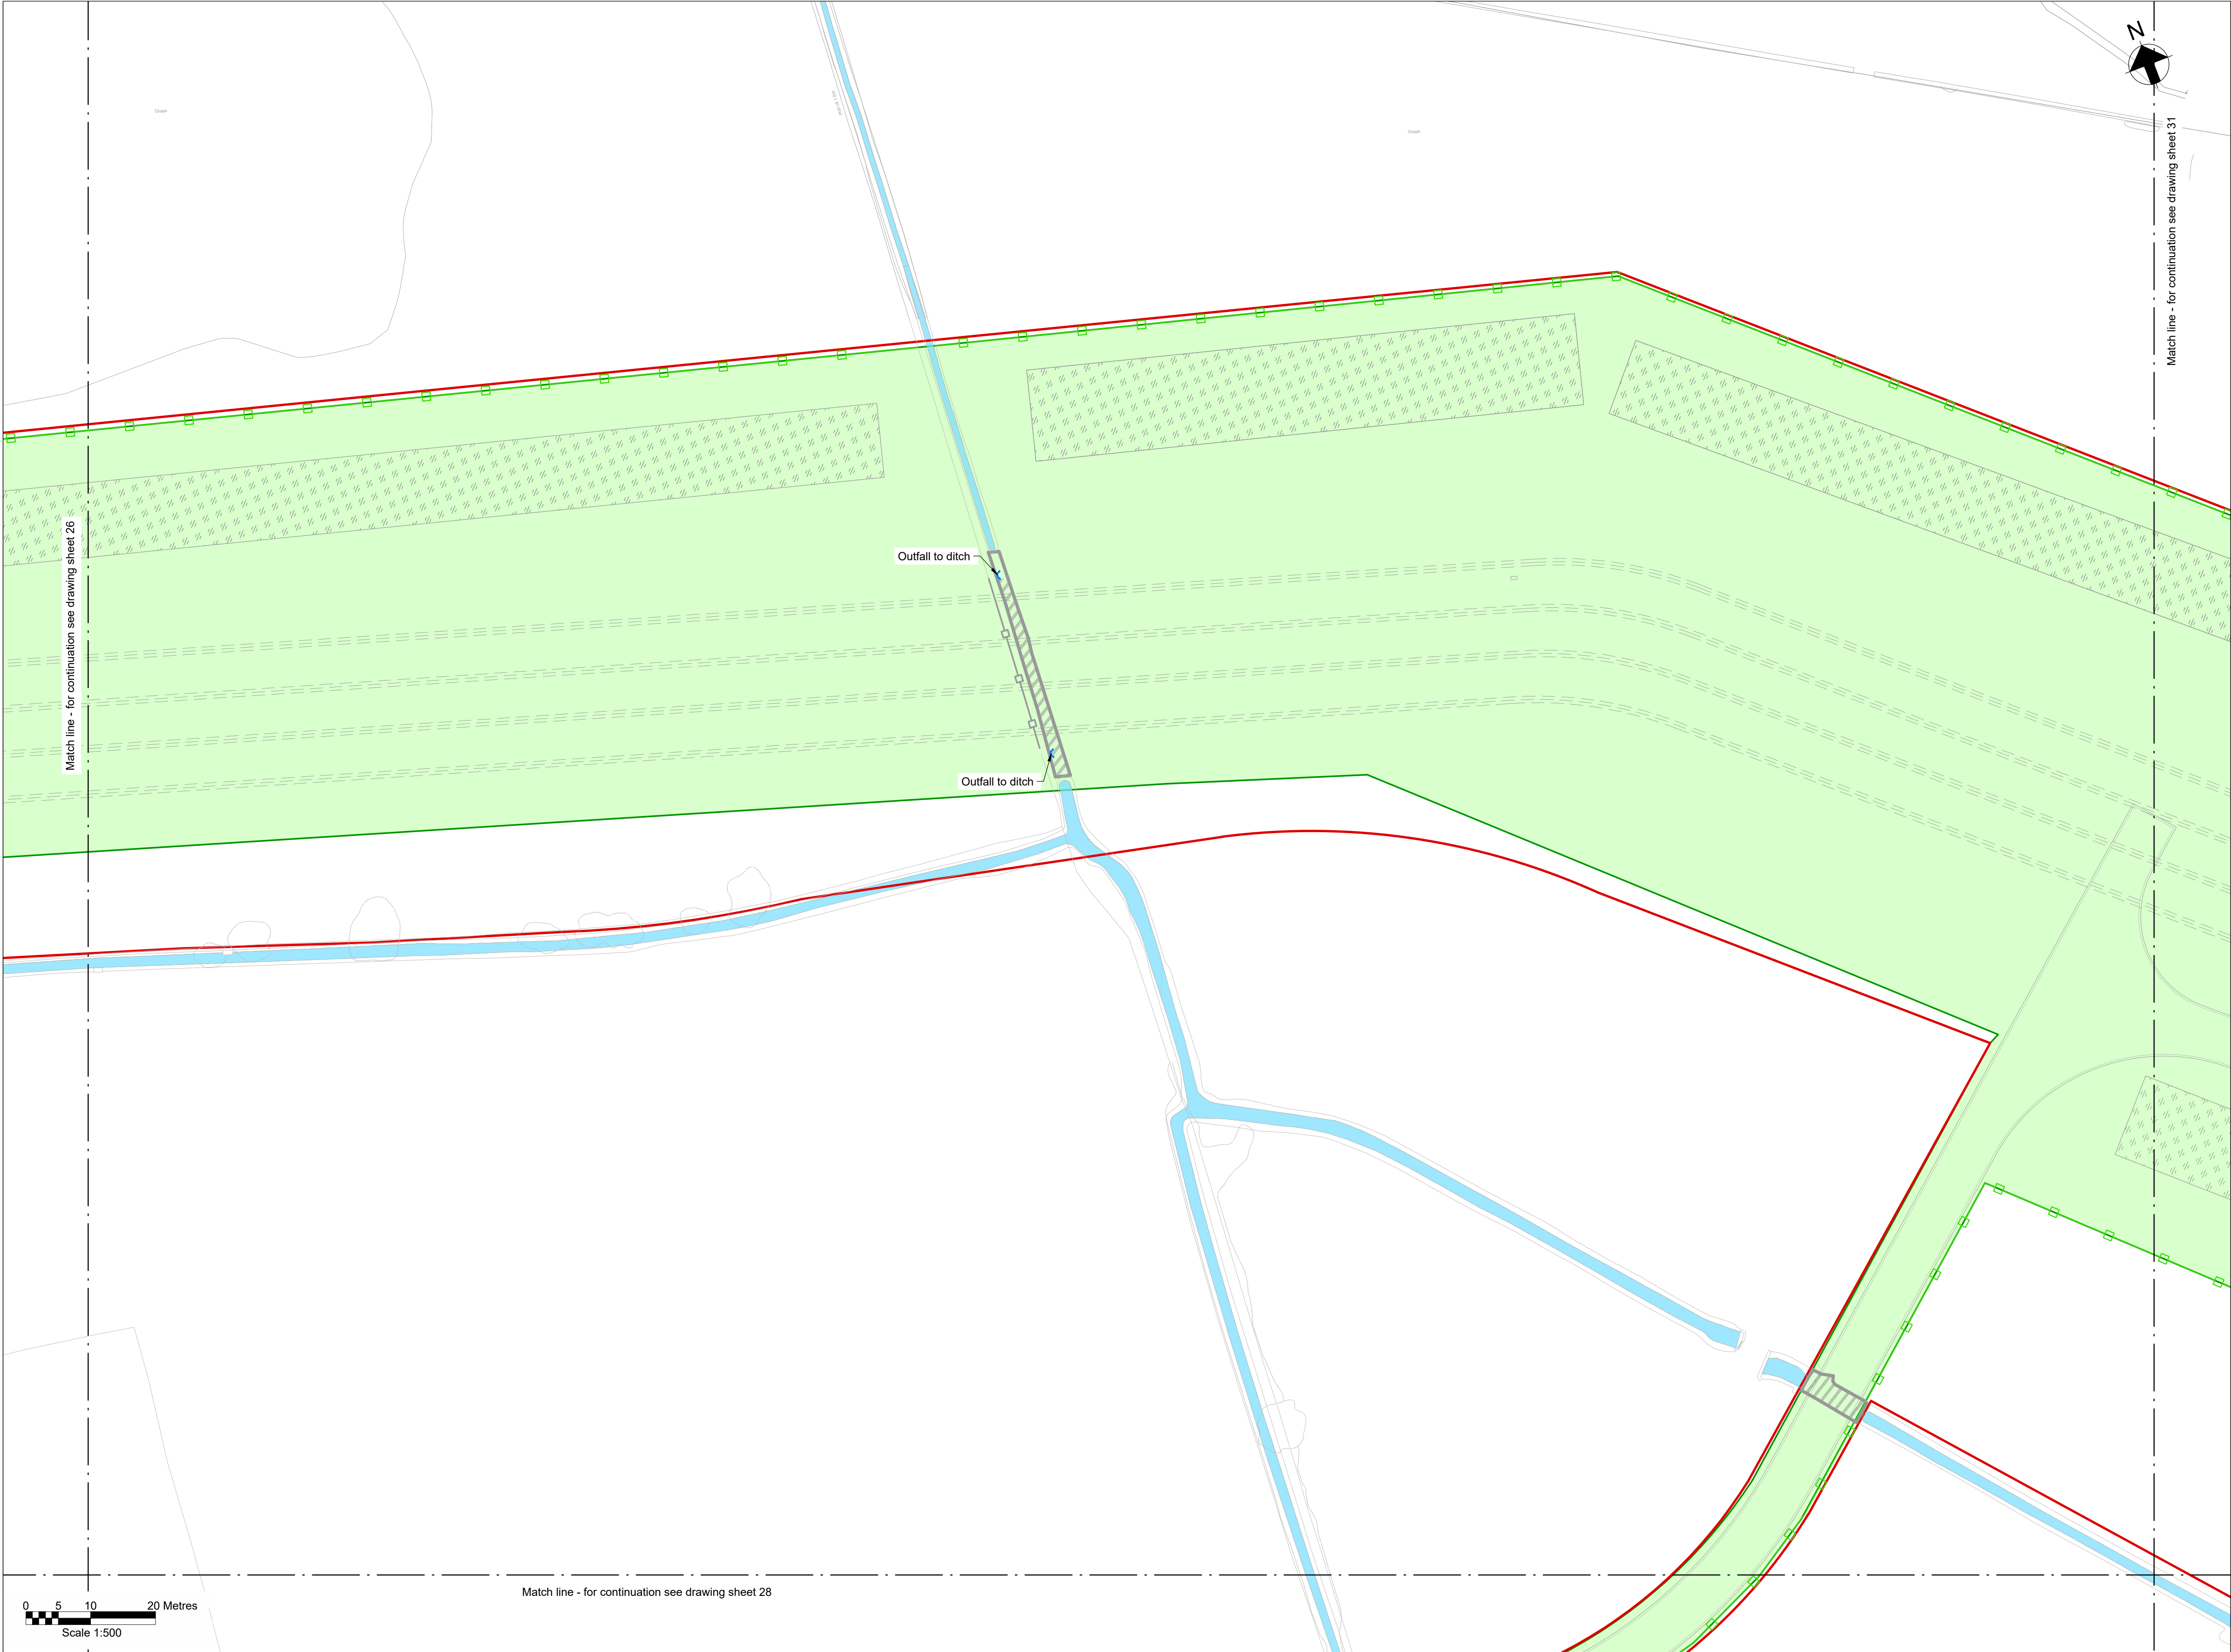 N
Match line - for continuation see drawing sheet 31
Outfall to ditch
Match line - for continuation see drawing sheet 26
Outfall to ditch
Match line - for continuation see drawing sheet 28
0 5 10 20 Metres
Scale 1:500